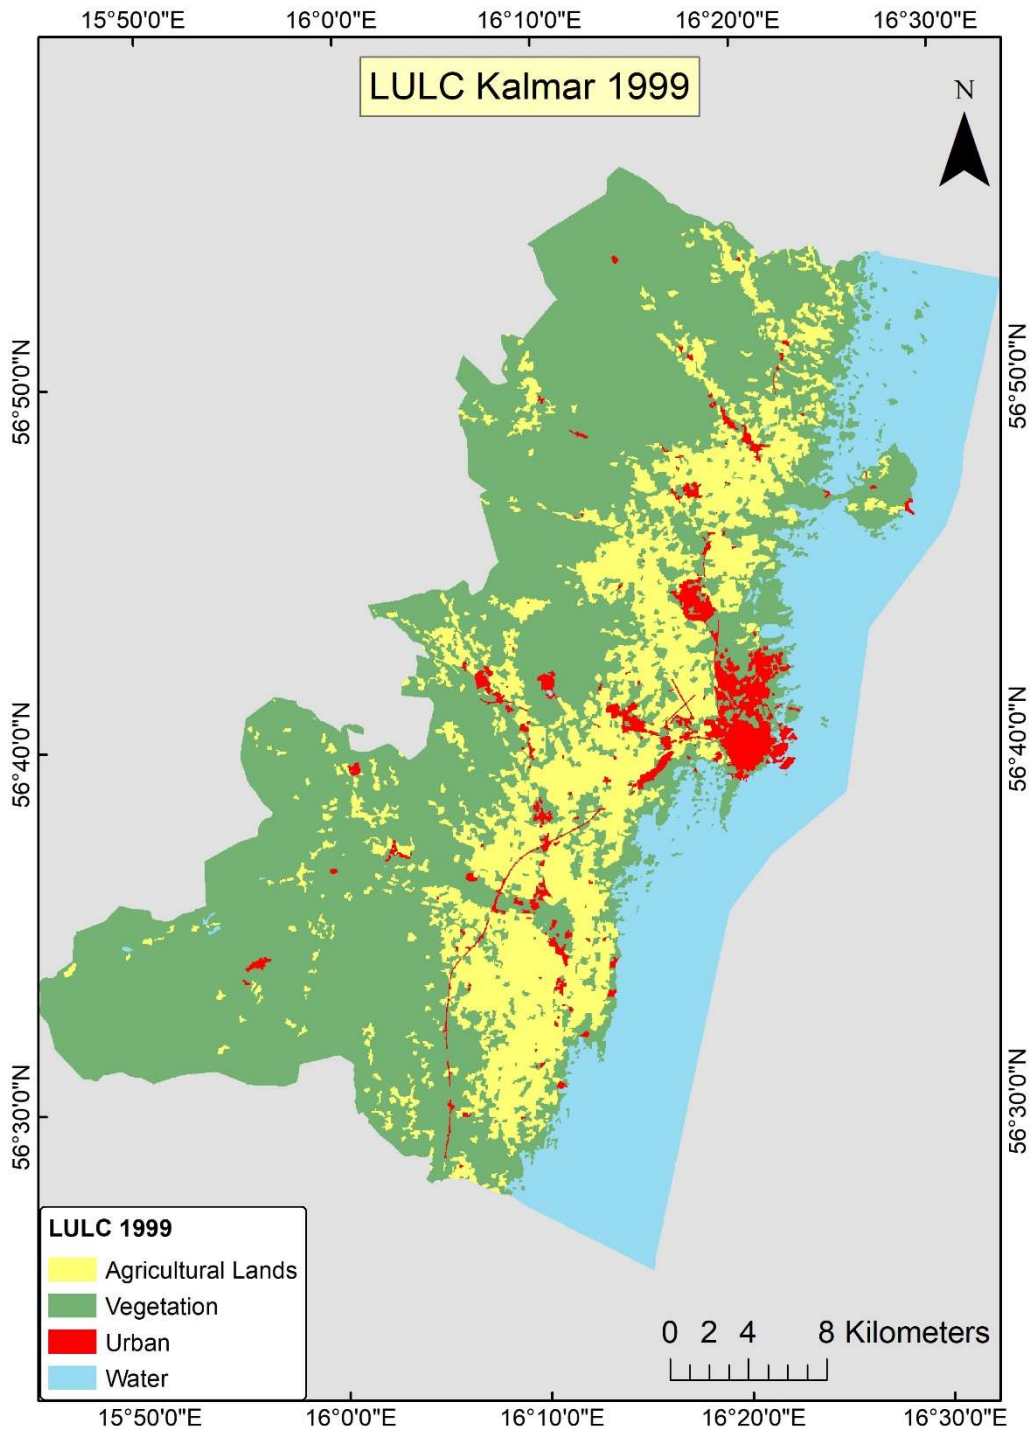 15°50'0"E 16°0'0"E 16°10'0"E 16°20'0"E 16°30'0"E
LULC Kalmar 1999
N
56°50'0"N 56°50'0"N
56°40'0"N 56°40'0"N
56°30'0"N 56°30'0"N
LULC 1999
Agricultural Lands
Vegetation
Urban
Water
0 2 4 8 Kilometers
15°50'0"E 16°0'0"E 16°10'0"E 16°20'0"E 16°30'0"E